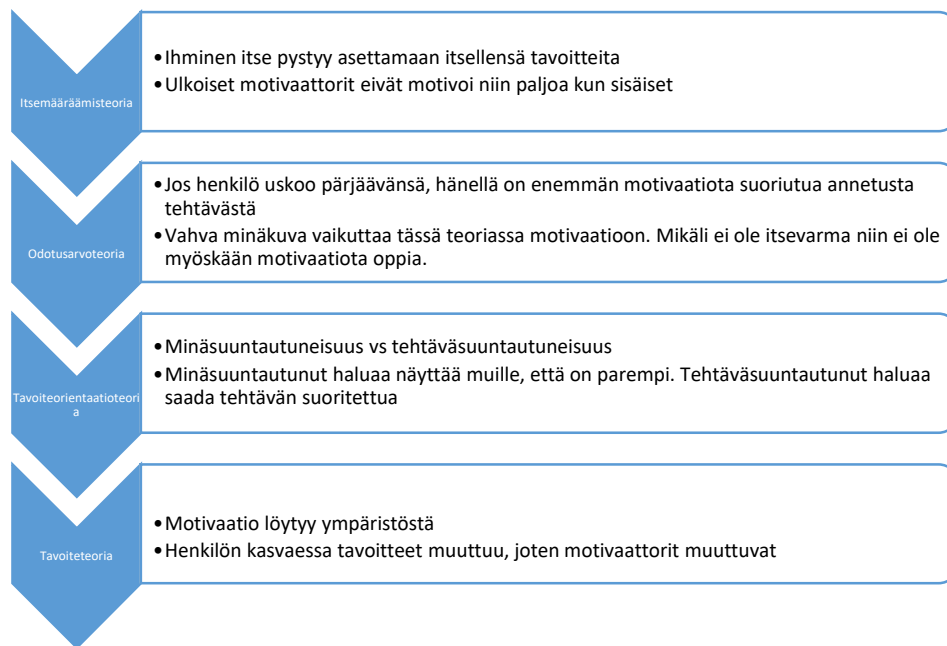 Itsemääräämisteoria
•Ihminen itse pystyy asettamaan itsellensä tavoitteita
•Ulkoiset motivaattorit eivät motivoi niin paljoa kun sisäiset
Odotusarvoteoria
•Jos henkilö uskoo pärjäävänsä, hänellä on enemmän motivaatiota suoriutua annetusta
tehtävästä
•Vahva minäkuva vaikuttaa tässä teoriassa motivaatioon. Mikäli ei ole itsevarma niin ei ole
myöskään motivaatiota oppia.
Tavoiteorientaatioteori
a
•Minäsuuntautuneisuus vs tehtäväsuuntautuneisuus
•Minäsuuntautunut haluaa näyttää muille, että on parempi. Tehtäväsuuntautunut haluaa
saada tehtävän suoritettua
Tavoiteteoria
•Motivaatio löytyy ympäristöstä
•Henkilön kasvaessa tavoitteet muuttuu, joten motivaattorit muuttuvat